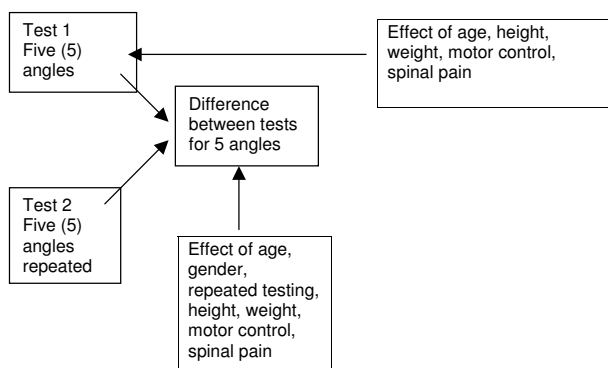 Test 1
Five (5)
angles
Effect of age, height,
weight, motor control,
spinal pain
Difference
between tests
for 5 angles
Test 2
Five (5)
angles
repeated
Effect of age,
gender,
repeated testing,
height, weight,
motor control,
spinal pain